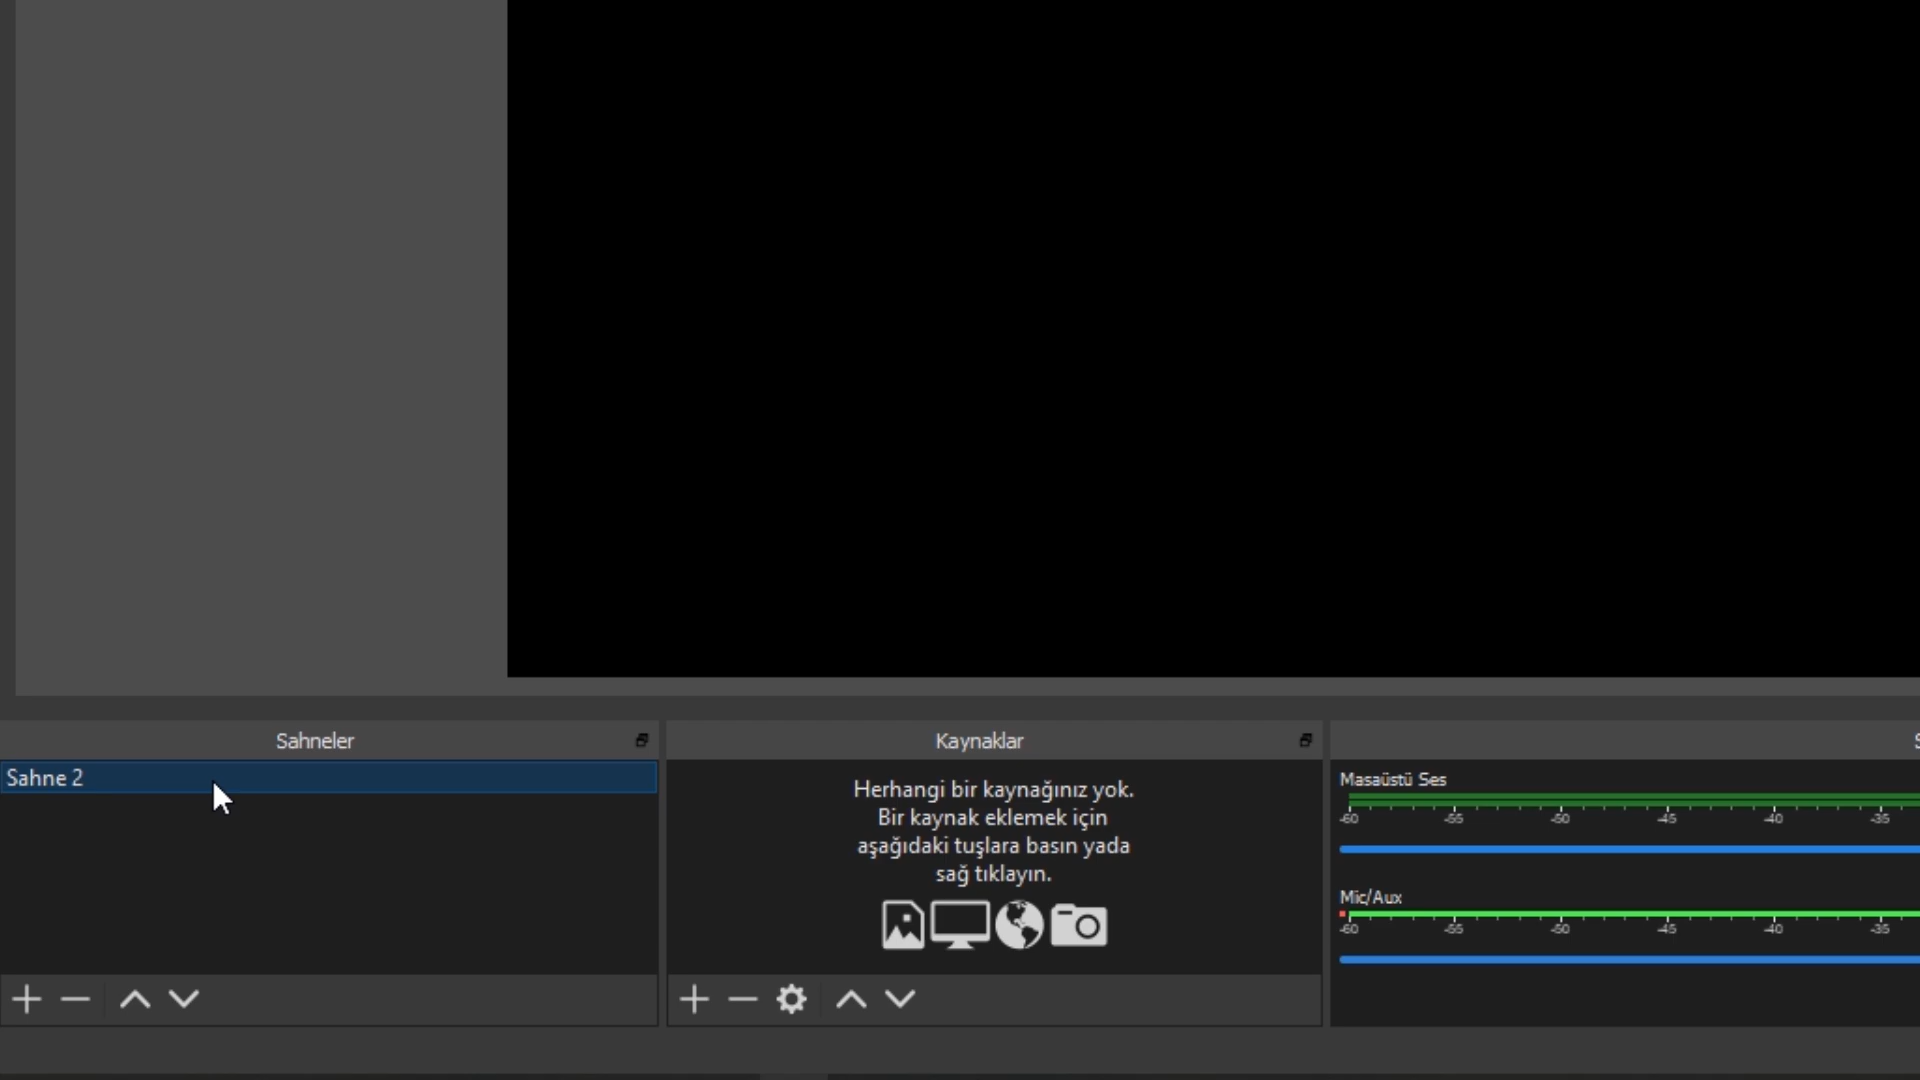 Sahneler
Sahne 2
Kaynaklar
Herhangi bir kaynağınız yok.
Bir kaynak eklemek için
aşağıdaki tuşlara basın yada
sağ tıklayın.
Masaüstü Ses
-60 -55 -50 -45 -40 -35
Mic/Aux
-60 -55 -50 -45 -40 -35